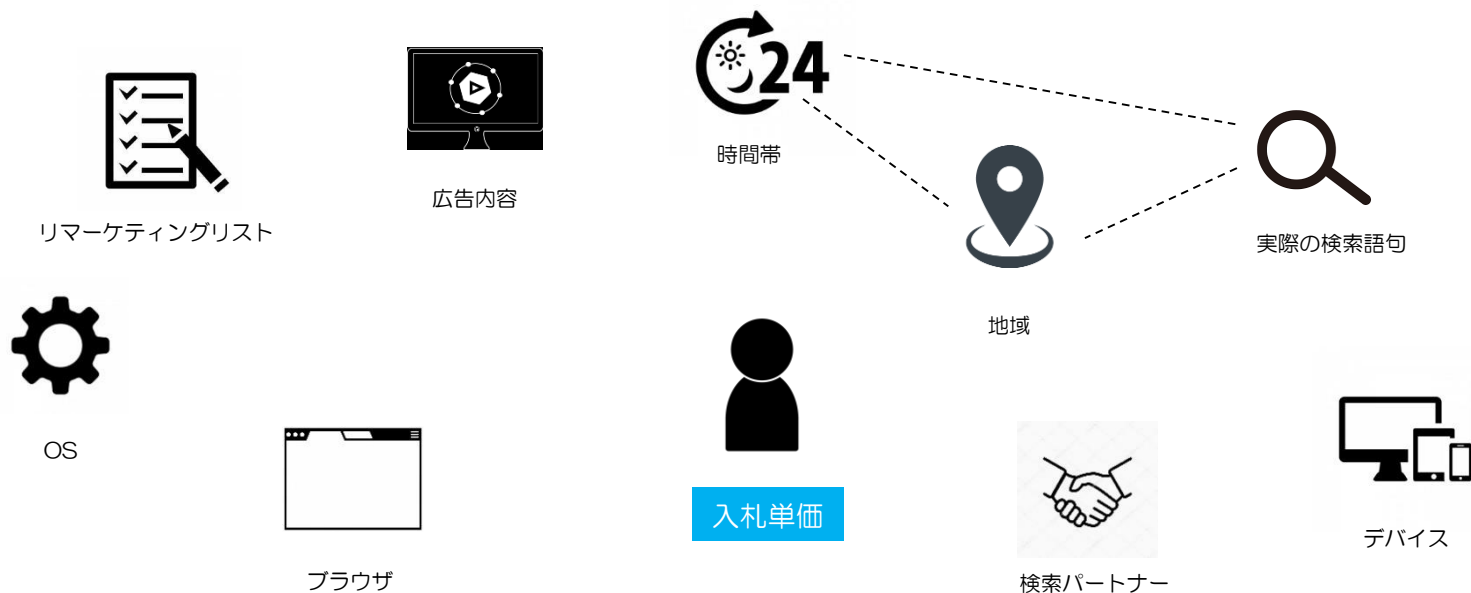 24
時間帯
広告内容
リマーケティングリスト
実際の検索語句
地域
OS
入札単価
デバイス
ブラウザ
検索パートナー